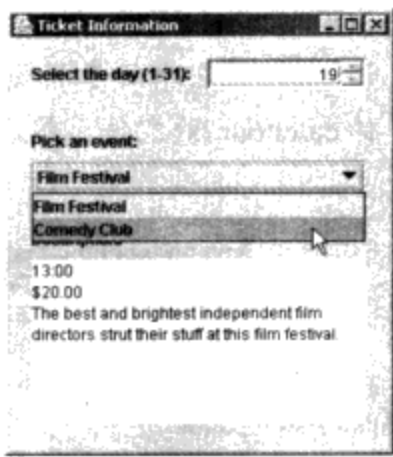 Ticket Information
Select the day (1-31): 19
Pick an event:
Film Festival
Film Festival
Comedy Club
13:00
$20.00
The best and brightest independent film
directors strut their stuff at this film festival.